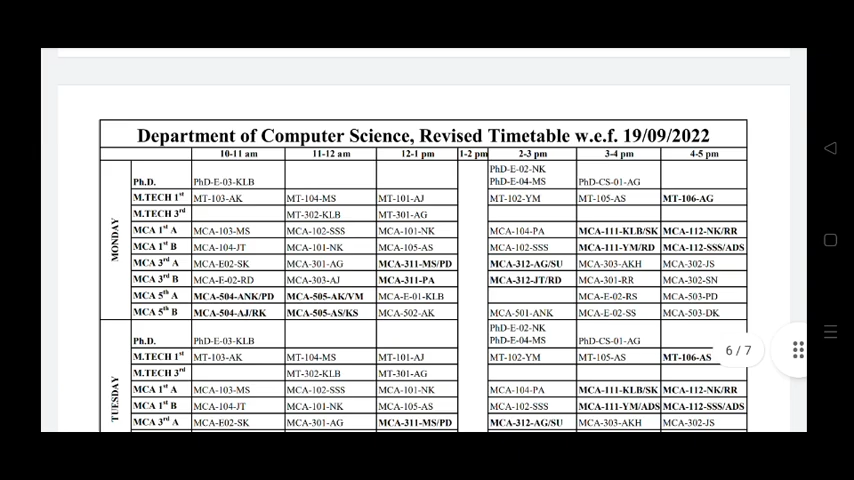 Department of Computer Science, Revised Timetable w.e.f. 19/09/2022
10-11 am 11-12 am 12-1 pm 1-2 pm 2-3 pm 3-4 pm 4-5 pm
MONDAY
Ph.D. PhD-E-03-KLB PhD-E-02-NK PhD-E-04-MS PhD-CS-01-AG
M.TECH 1st MT-103-AK MT-104-MS MT-101-AJ MT-102-YM MT-105-AS MT-106-AG
M.TECH 3rd MT-302-KLB MT-301-AG
MCA 1st A MCA-103-MS MCA-102-SSS MCA-101-NK MCA-104-PA MCA-111-KLB/SK MCA-112-NK/RR
MCA 1st B MCA-104-JT MCA-101-NK MCA-105-AS MCA-102-SSS MCA-111-YM/RD MCA-112-SSS/ADS
MCA 3rd A MCA-E02-SK MCA-301-AG MCA-311-MS/PD MCA-312-AG/SU MCA-303-AKH MCA-302-JS
MCA 3rd B MCA-E-02-RD MCA-303-AJ MCA-311-PA MCA-312-JT/RD MCA-301-RR MCA-302-SN
MCA 5th A MCA-504-ANK/PD MCA-505-AK/VM MCA-E-01-KLB MCA-E-02-RS MCA-503-PD
MCA 5th B MCA-504-AJ/RK MCA-505-AS/KS MCA-502-AK MCA-501-ANK MCA-E-02-SS MCA-503-DK
TUESDAY
Ph.D. PhD-E-03-KLB PhD-E-02-NK PhD-E-04-MS PhD-CS-01-AG
M.TECH 1st MT-103-AK MT-104-MS MT-101-AJ MT-102-YM MT-105-AS MT-106-AS
6 / 7
M.TECH 3rd MT-302-KLB MT-301-AG
MCA 1st A MCA-103-MS MCA-102-SSS MCA-101-NK MCA-104-PA MCA-111-KLB/SK MCA-112-NK/RR
MCA 1st B MCA-104-JT MCA-101-NK MCA-105-AS MCA-102-SSS MCA-111-YM/ADS MCA-112-SSS/ADS
MCA 3rd A MCA-E02-SK MCA-301-AG MCA-311-MS/PD MCA-312-AG/SU MCA-303-AKH MCA-302-JS